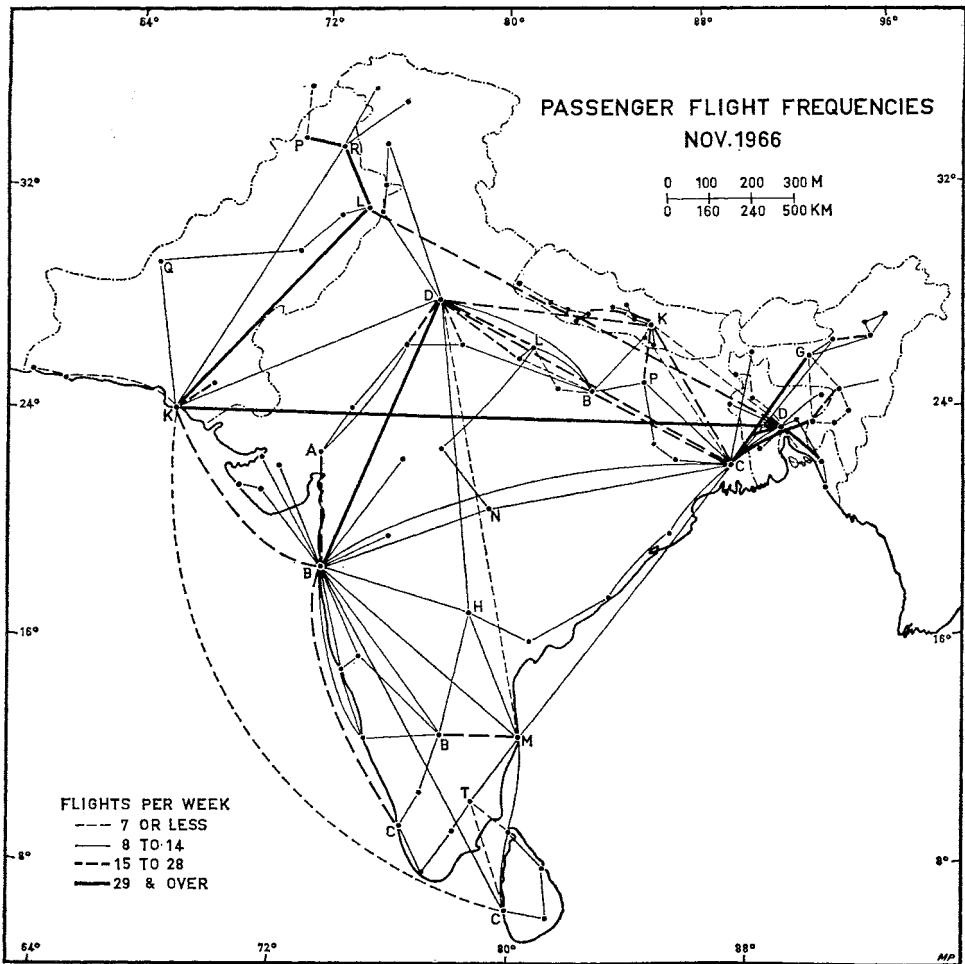 64° 72° 80° 88° 96°
PASSENGER FLIGHT FREQUENCIES
NOV. 1966
0 100 200 300 M
0 160 240 500 KM
32° 32°
P
R
L
Q
D
K
L
G
P
B
24° 24°
K
D
A
C
N
B
H
16° 16°
B
M
T
C
FLIGHTS PER WEEK
7 OR LESS
8 TO 14
15 TO 28
29 & OVER
8° 8°
C
64° 72° 80° 88°
MP